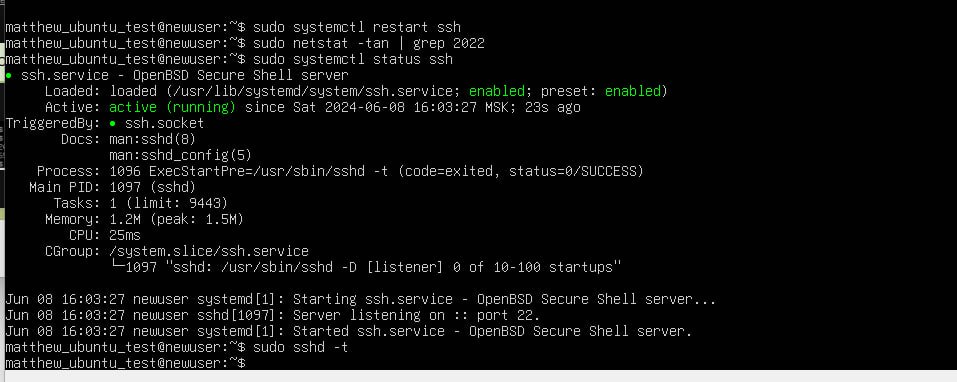 matthew_ubuntu_test@newuser:~$ sudo systemctl restart ssh
matthew_ubuntu_test@newuser:~$ sudo netstat -tan | grep 2022
matthew_ubuntu_test@newuser:~$ sudo systemctl status ssh
● ssh.service - OpenBSD Secure Shell server
     Loaded: loaded (/usr/lib/systemd/system/ssh.service; enabled; preset: enabled)
     Active: active (running) since Sat 2024-06-08 16:03:27 MSK; 23s ago
TriggeredBy: ● ssh.socket
       Docs: man:sshd(8)
             man:sshd_config(5)
    Process: 1096 ExecStartPre=/usr/sbin/sshd -t (code=exited, status=0/SUCCESS)
   Main PID: 1097 (sshd)
      Tasks: 1 (limit: 9443)
     Memory: 1.2M (peak: 1.5M)
        CPU: 25ms
     CGroup: /system.slice/ssh.service
             └─1097 "sshd: /usr/sbin/sshd -D [listener] 0 of 10-100 startups"
Jun 08 16:03:27 newuser systemd[1]: Starting ssh.service - OpenBSD Secure Shell server...
Jun 08 16:03:27 newuser sshd[1097]: Server listening on :: port 22.
Jun 08 16:03:27 newuser systemd[1]: Started ssh.service - OpenBSD Secure Shell server.
matthew_ubuntu_test@newuser:~$ sudo sshd -t
matthew_ubuntu_test@newuser:~$